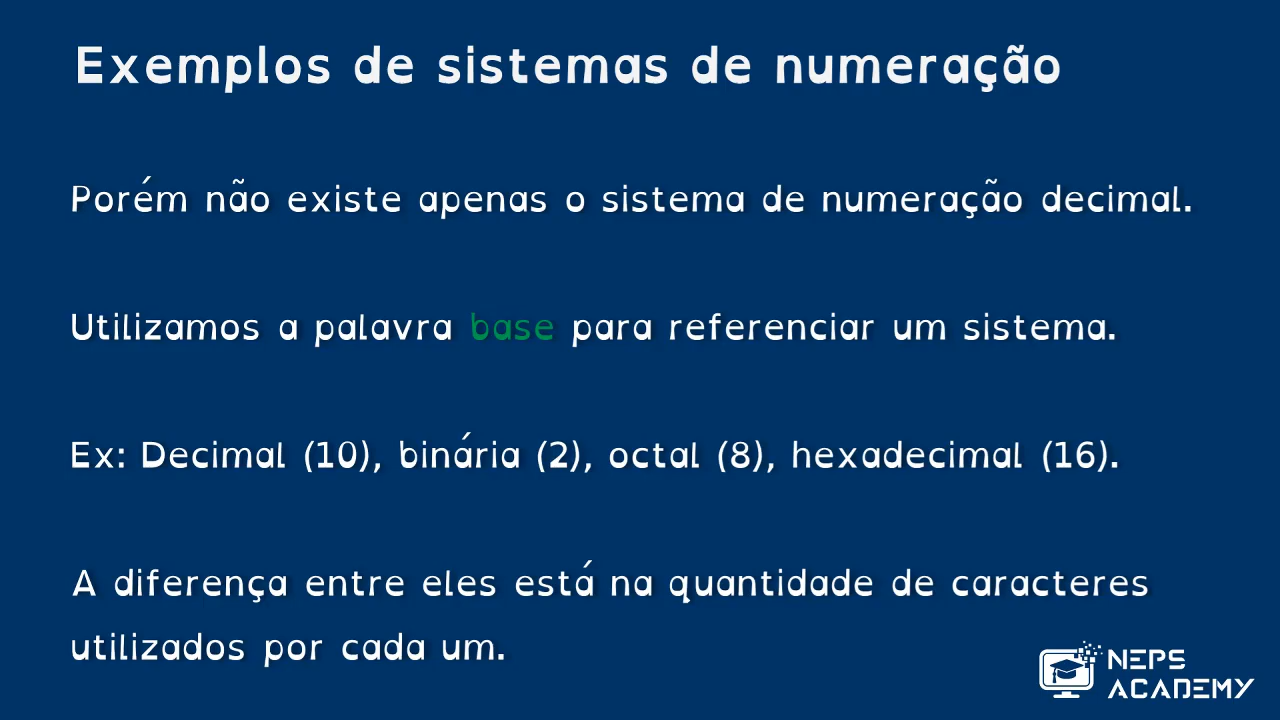 Exemplos de sistemas de numeração
Porém não existe apenas o sistema de numeração decimal.
Utilizamos a palavra base para referenciar um sistema.
Ex: Decimal (10), binária (2), octal (8), hexadecimal (16).
A diferença entre eles está na quantidade de caracteres
utilizados por cada um.
NEPS
ACADEMY